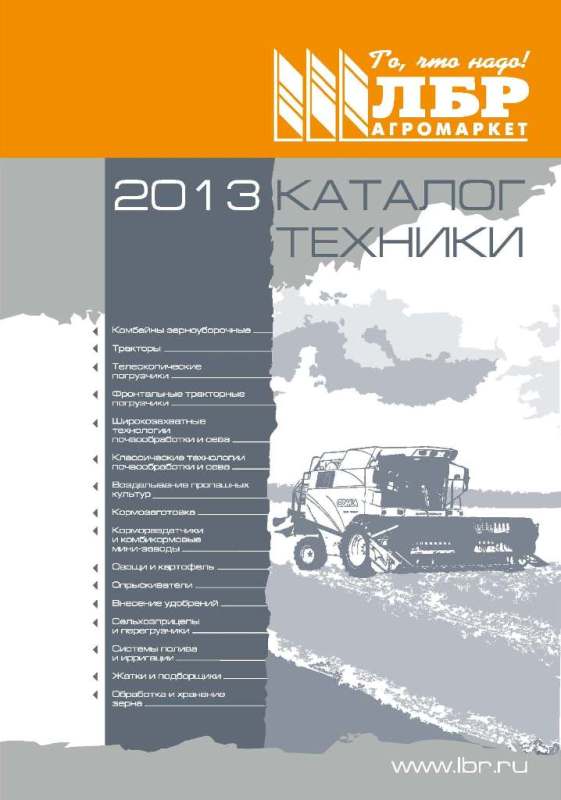 То, что надо!
ЛБР
АГРОМАРКЕТ
2013 КАТАЛОГ
ТЕХНИКИ
Комбайны зерноуборочные
Тракторы
Телескопические
погрузчики
Фронтальные тракторные
погрузчики
Широкозахватные
технологии
почвообработки и сева
Классические технологии
почвообработки и сева
Возделывание пропашных
культур
Кормозаготовка
Кормораздатчики
и комбикормовые
мини-заводы
Овощи и картофель
Опрыскиватели
Внесение удобрений
Сельхозприцепы
и перегрузчики
Системы полива
и ирригации
Жатки и подборщики
Обработка и хранение
зерна
www.lbr.ru